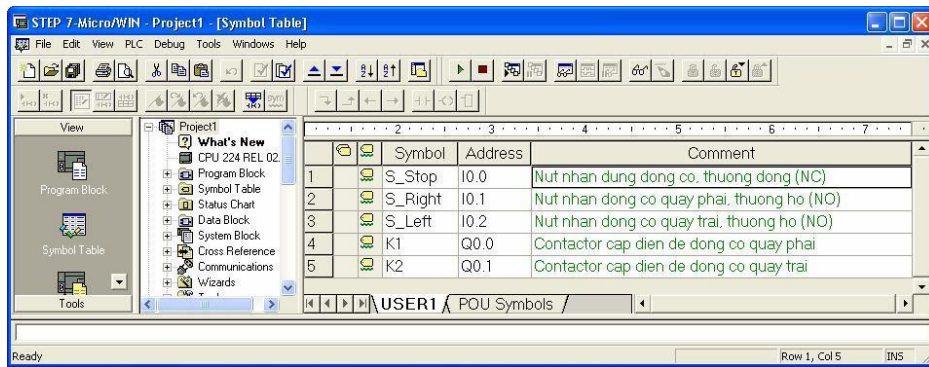 STEP 7-Micro/WIN - Project1 - [Symbol Table]
File Edit View PLC Debug Tools Windows Help
View
Program Block
Symbol Table
Tools
Project1
What's New
CPU 224 REL 02.
Program Block
Symbol Table
Status Chart
Data Block
System Block
Cross Reference
Communications
Wizards
2 3 4 5 6 7
Symbol Address Comment
1 S_Stop I0.0 Nut nhan dung dong co, thuong dong (NC)
2 S_Right I0.1 Nut nhan dong co quay phai, thuong ho (NO)
3 S_Left I0.2 Nut nhan dong co quay trai, thuong ho (NO)
4 K1 Q0.0 Contactor cap dien de dong co quay phai
5 K2 Q0.1 Contactor cap dien de dong co quay trai
USER1 POU Symbols
Ready Row 1, Col 5 INS